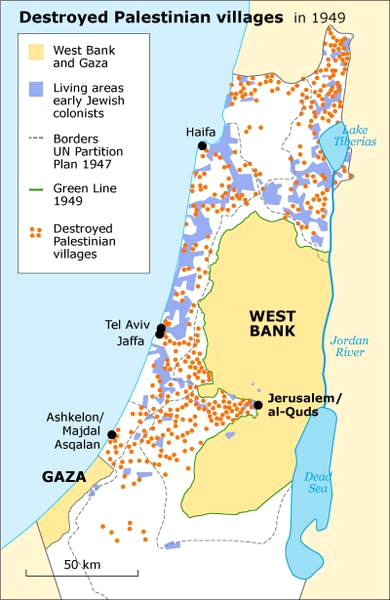 Destroyed Palestinian villages in 1949
West Bank
and Gaza
Living areas
early Jewish
colonists
Borders
UN Partition
Plan 1947
Green Line
1949
Destroyed
Palestinian
villages
Haifa
Lake
Tiberias
Tel Aviv
Jaffa
WEST
BANK
Jordan
River
Jerusalem/
al-Quds
Ashkelon/
Majdal
Asqalan
GAZA
Dead
Sea
50 km